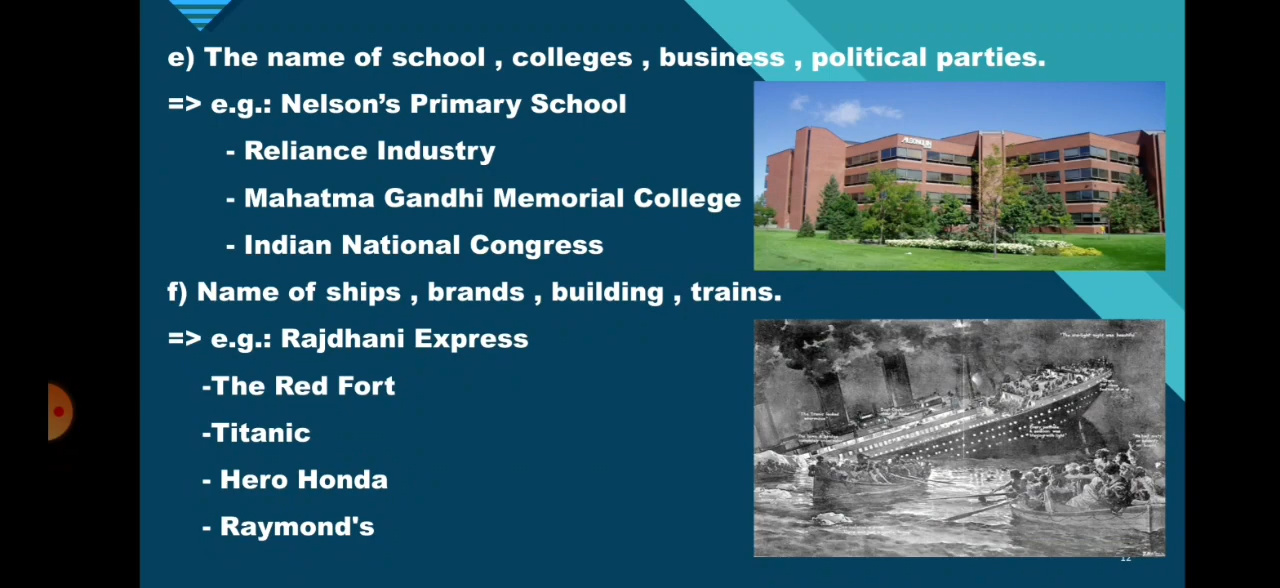 e) The name of school , colleges , business , political parties.
=> e.g.: Nelson’s Primary School
- Reliance Industry
- Mahatma Gandhi Memorial College
- Indian National Congress
f) Name of ships , brands , building , trains.
=> e.g.: Rajdhani Express
-The Red Fort
-Titanic
- Hero Honda
- Raymond's
12